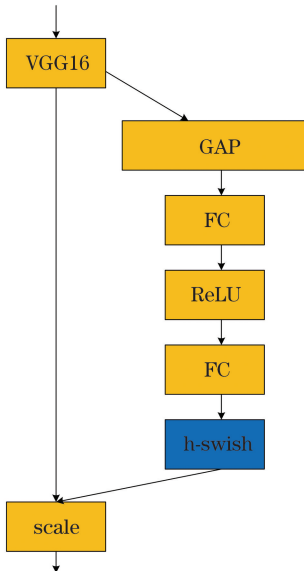 VGG16
GAP
FC
ReLU
FC
h-swish
scale